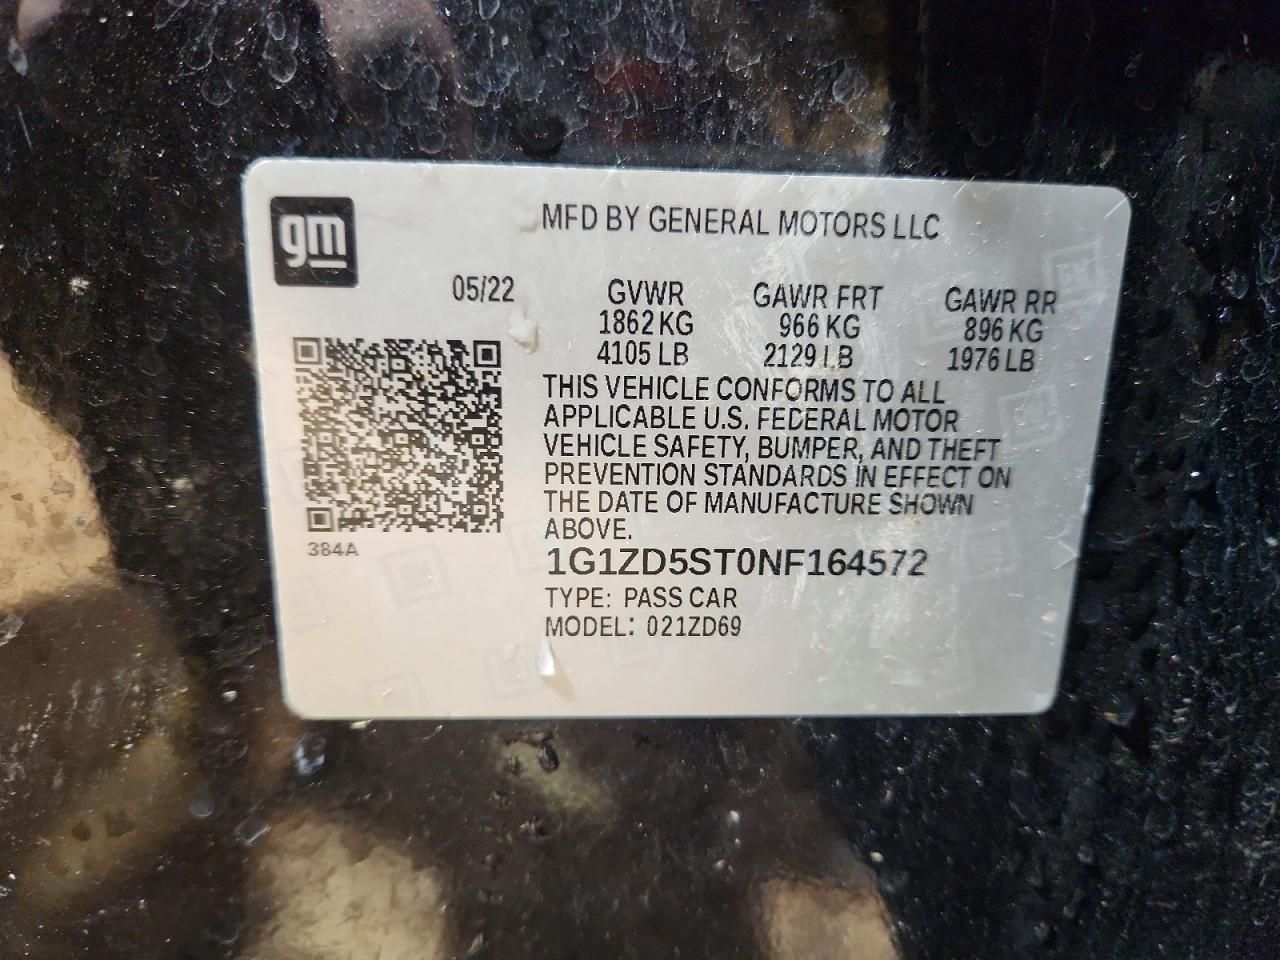 gm
MFD BY GENERAL MOTORS LLC
05/22 GVWR GAWR FRT GAWR RR
1862 KG 966 KG 896 KG
4105 LB 2129 LB 1976 LB
THIS VEHICLE CONFORMS TO ALL
APPLICABLE U.S. FEDERAL MOTOR
VEHICLE SAFETY, BUMPER, AND THEFT
PREVENTION STANDARDS IN EFFECT ON
THE DATE OF MANUFACTURE SHOWN
ABOVE.
384A
1G1ZD5ST0NF164572
TYPE: PASS CAR
MODEL: 021ZD69